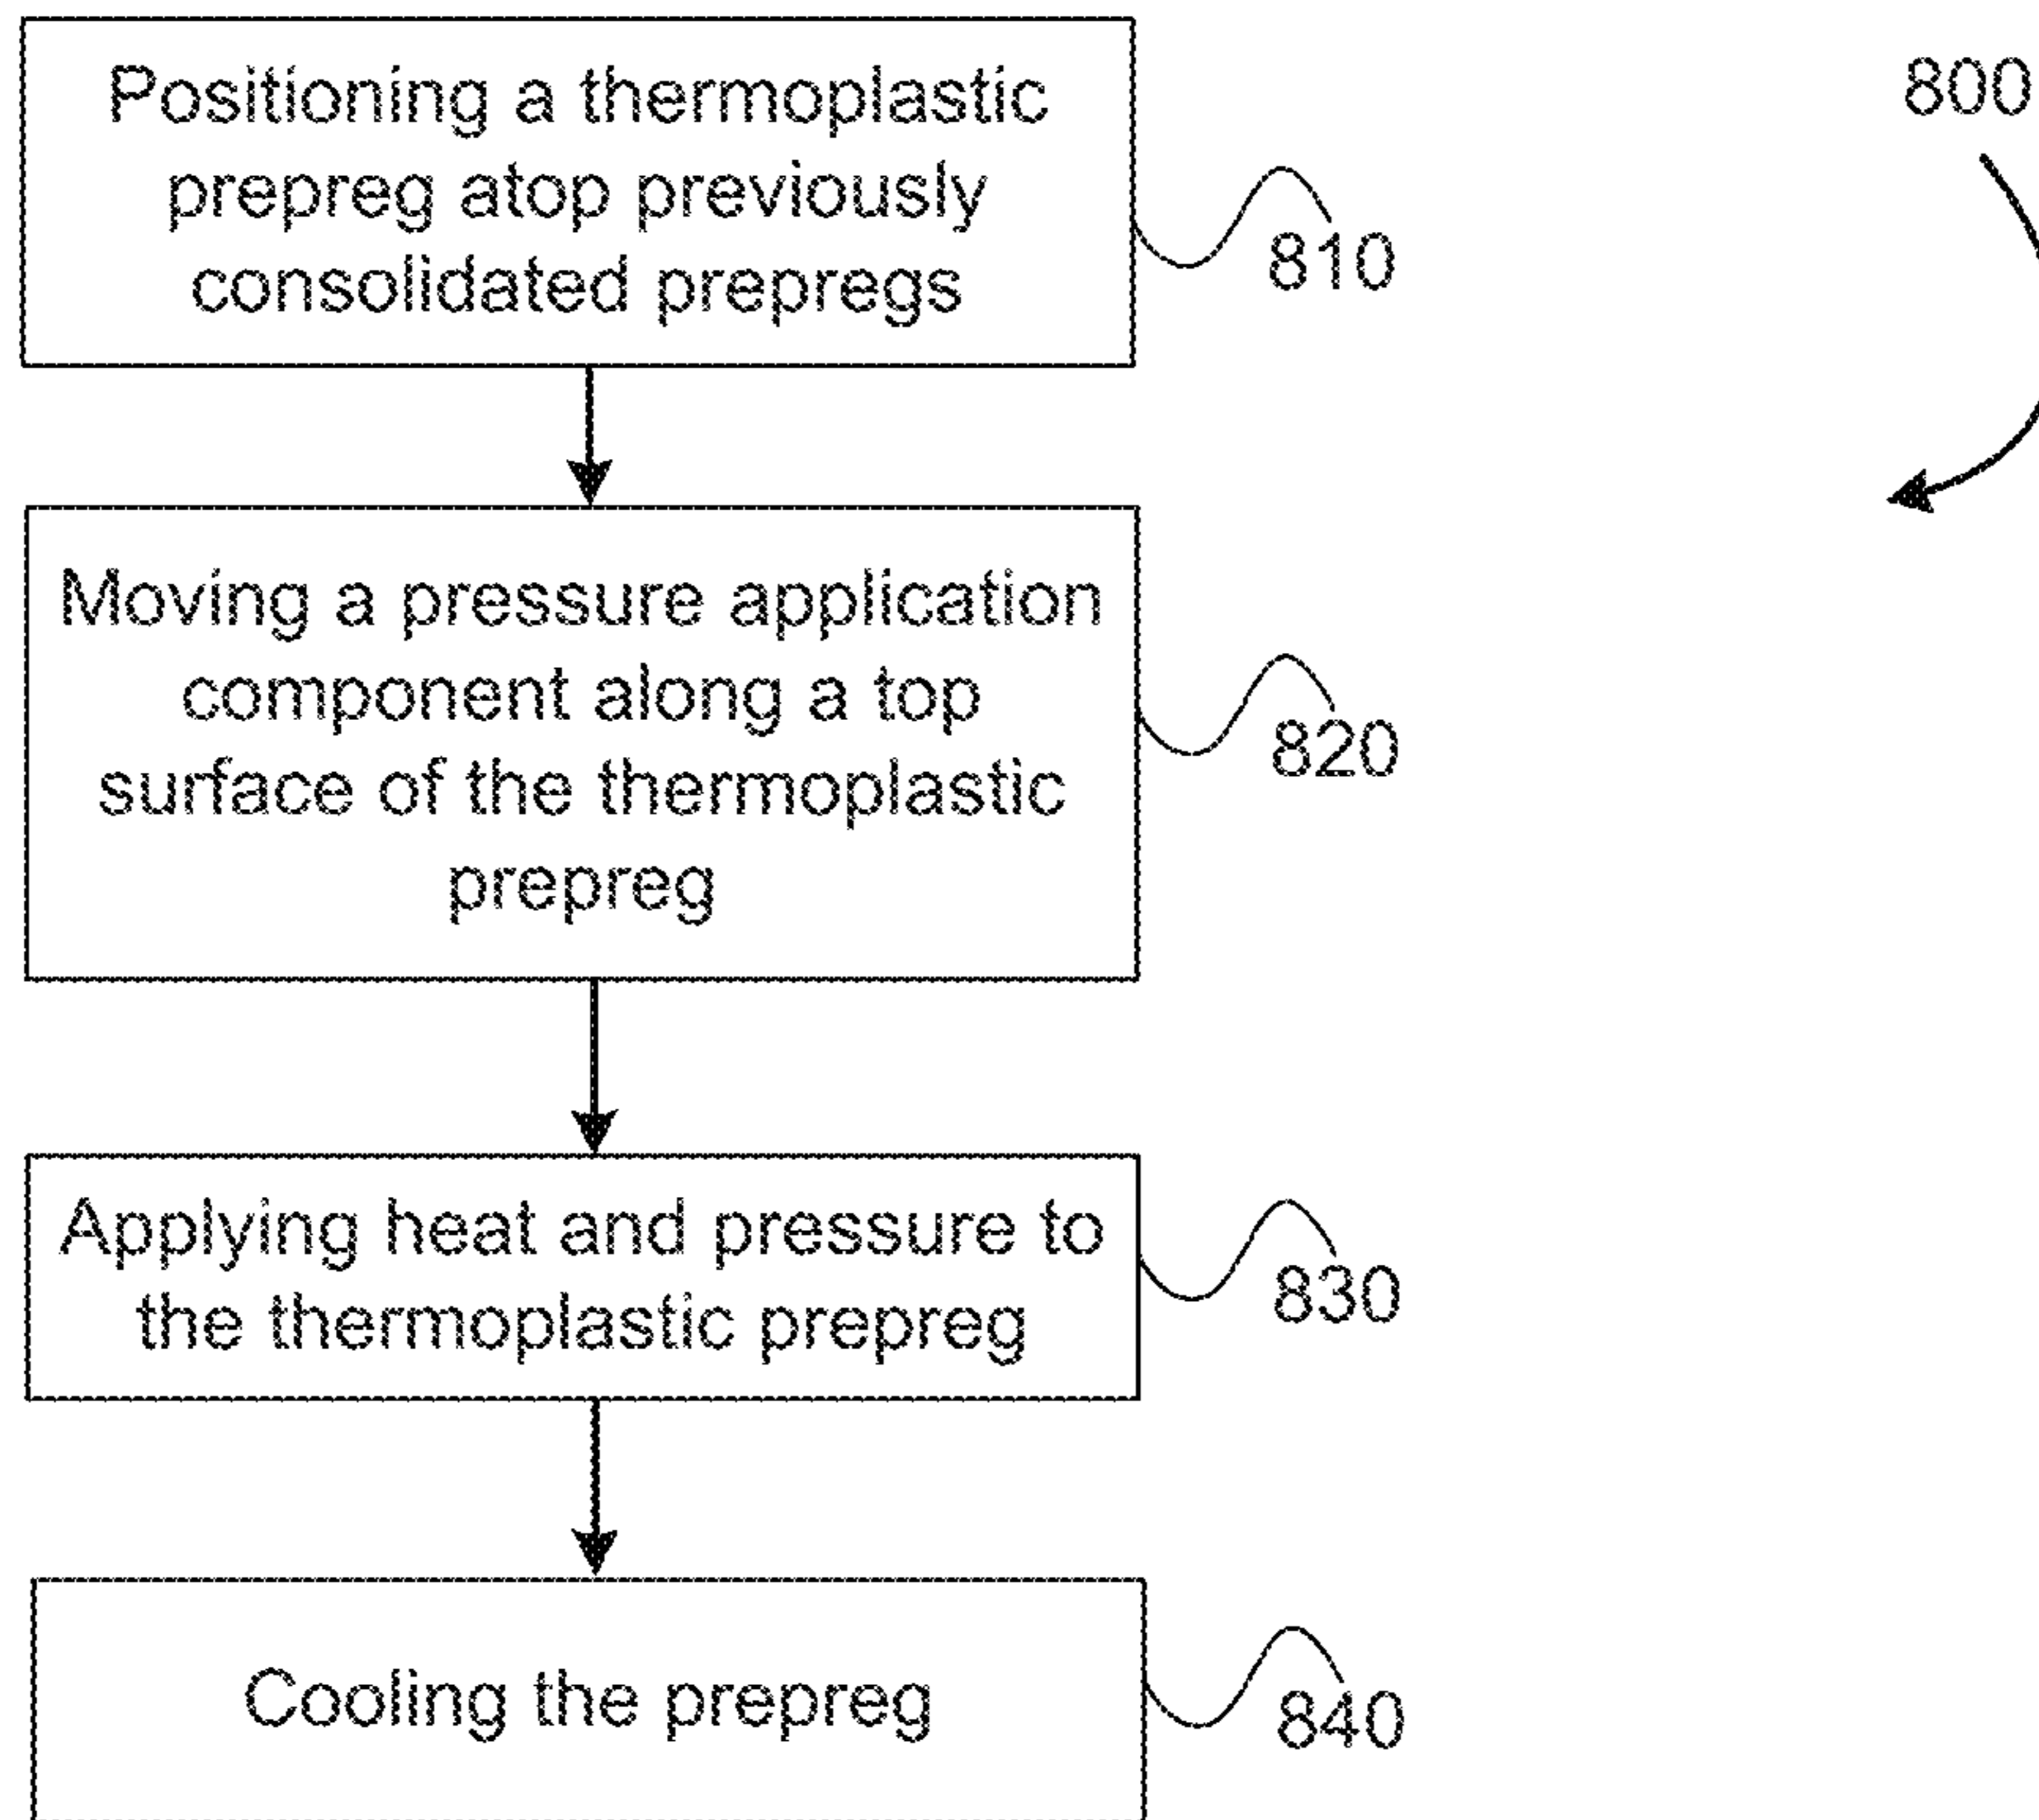 800
Positioning a thermoplastic
prepreg atop previously
consolidated prepregs
810
Moving a pressure application
component along a top
surface of the thermoplastic
prepreg
820
Applying heat and pressure to
the thermoplastic prepreg
830
Cooling the prepreg
840